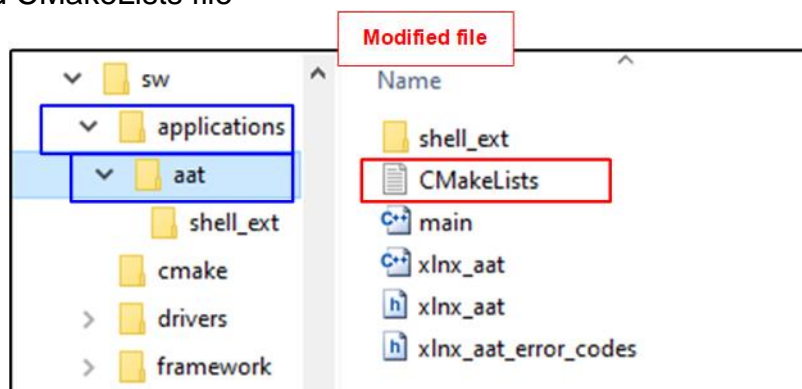 CMakeLists file
Modified file
sw
applications
aat
shell_ext
cmake
drivers
framework
Name
shell_ext
CMakeLists
main
xlnx_aat
xlnx_aat
xlnx_aat_error_codes